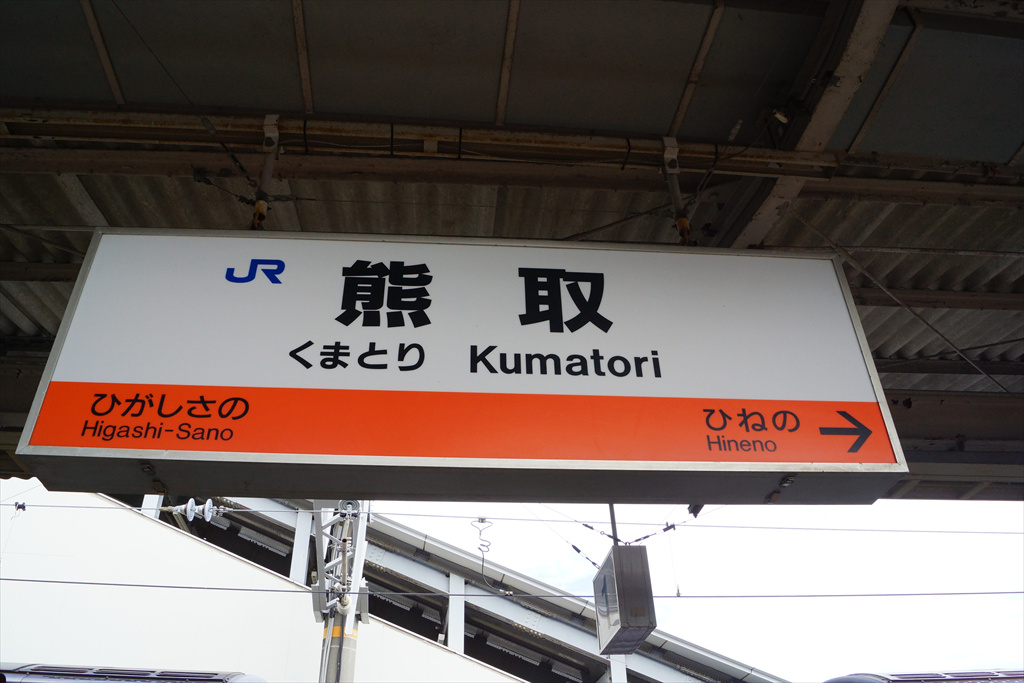 JR 熊取
くまとり Kumatori
ひがしさの ひねの →
Higashi-Sano Hineno